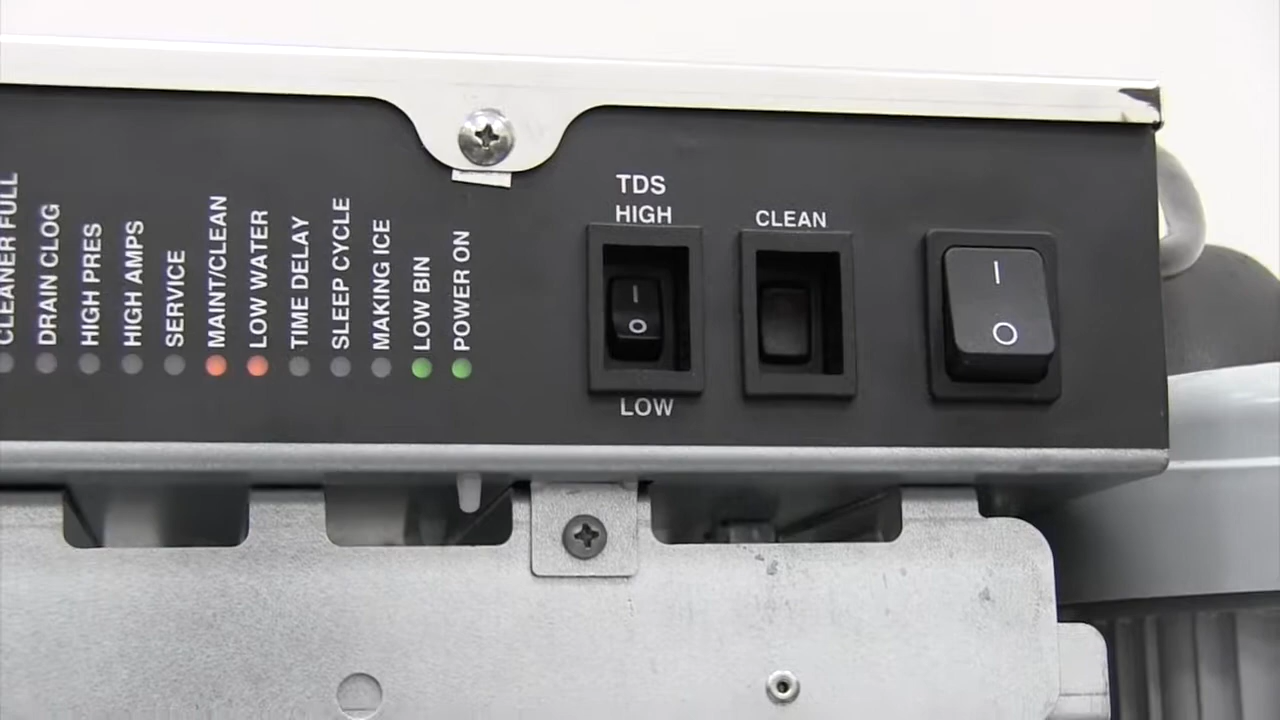 CLEANER FULL
DRAIN CLOG
HIGH PRES
HIGH AMPS
SERVICE
MAINT/CLEAN
LOW WATER
TIME DELAY
SLEEP CYCLE
MAKING ICE
LOW BIN
POWER ON
TDS
HIGH
LOW
CLEAN
I
O
I
O